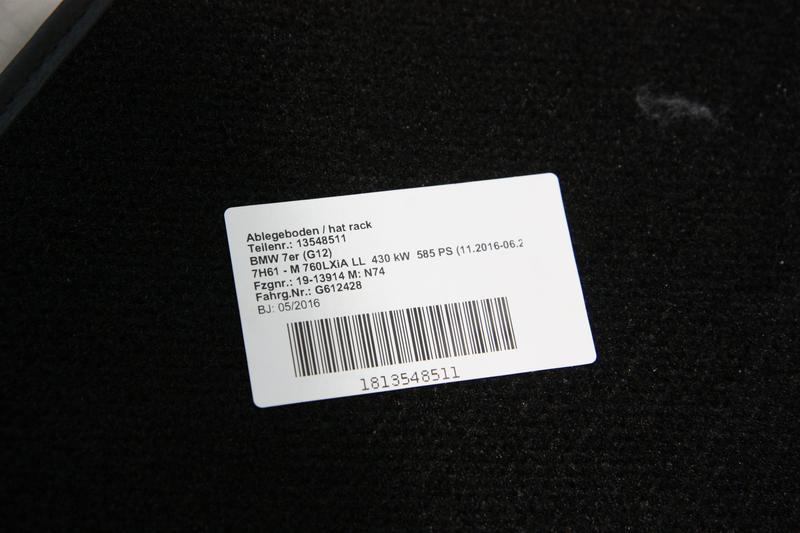 Ablegeboden / hat rack
Teilenr.: 13548511
BMW 7er (G12)
7H61 - M 760LXiA LL 430 kW 585 PS (11.2016-06.2
Fzgnr.: 19-13914 M: N74
Fahrg.Nr.: G612428
BJ: 05/2016
1813548511